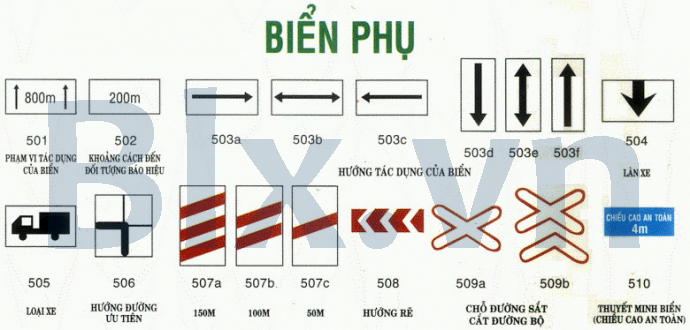 BIỂN PHỤ
800m
200m
501
502
503a
503b
503c
503d
503e
503f
504
PHẠM VI TÁC DỤNG
CỦA BIỂN
KHOẢNG CÁCH ĐẾN
ĐỐI TƯỢNG BÁO HIỆU
HƯỚNG TÁC DỤNG CỦA BIỂN
LÀN XE
Blx.vn
CHIỀU CAO AN TOÀN
4m
505
506
507a
507b
507c
508
509a
509b
510
LOẠI XE
HƯỚNG ĐƯỜNG
ƯU TIÊN
150M
100M
50M
HƯỚNG RẼ
CHỖ ĐƯỜNG SẮT
CẮT ĐƯỜNG BỘ
THUYẾT MINH BIỂN
(CHIỀU CAO AN TOÀN)